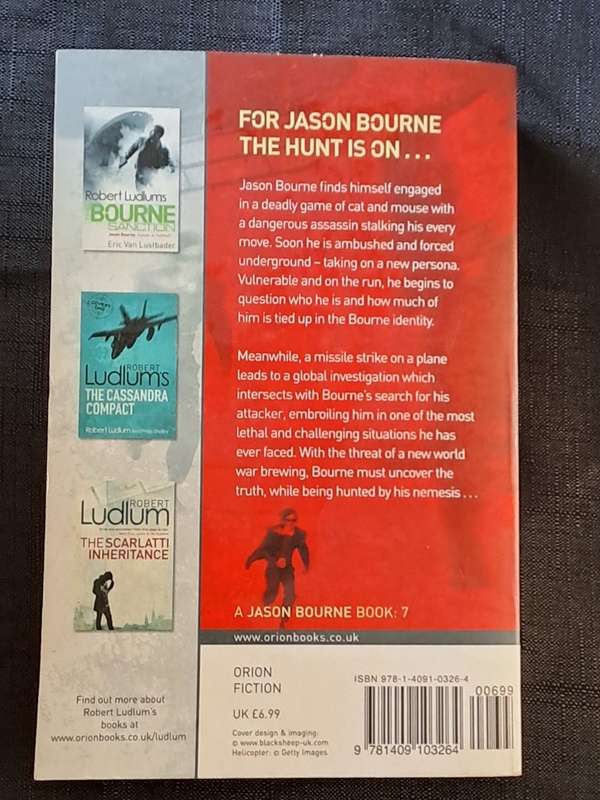 Robert Ludlum's
THE BOURNE
SANCTION
Eric Van Lustbader
ROBERT
Ludlum's
THE CASSANDRA
COMPACT
Robert Ludlum and Philip Shelby
ROBERT
Ludlum
THE SCARLATTI
INHERITANCE
Find out more about
Robert Ludlum's
books at
www.orionbooks.co.uk/ludlum
FOR JASON BOURNE
THE HUNT IS ON...
Jason Bourne finds himself engaged
in a deadly game of cat and mouse with
a dangerous assassin stalking his every
move. Soon he is ambushed and forced
underground – taking on a new persona.
Vulnerable and on the run, he begins to
question who he is and how much of
him is tied up in the Bourne identity.
Meanwhile, a missile strike on a plane
leads to a global investigation which
intersects with Bourne's search for his
attacker, embroiling him in one of the most
lethal and challenging situations he has
ever faced. With the threat of a new world
war brewing, Bourne must uncover the
truth, while being hunted by his nemesis...
A JASON BOURNE BOOK: 7
www.orionbooks.co.uk
ORION
FICTION
UK £6.99
Cover design & imaging:
© www.blacksheep-uk.com
Helicopter: © Getty Images
ISBN 978-1-4091-0326-4
00699
9 781409 103264